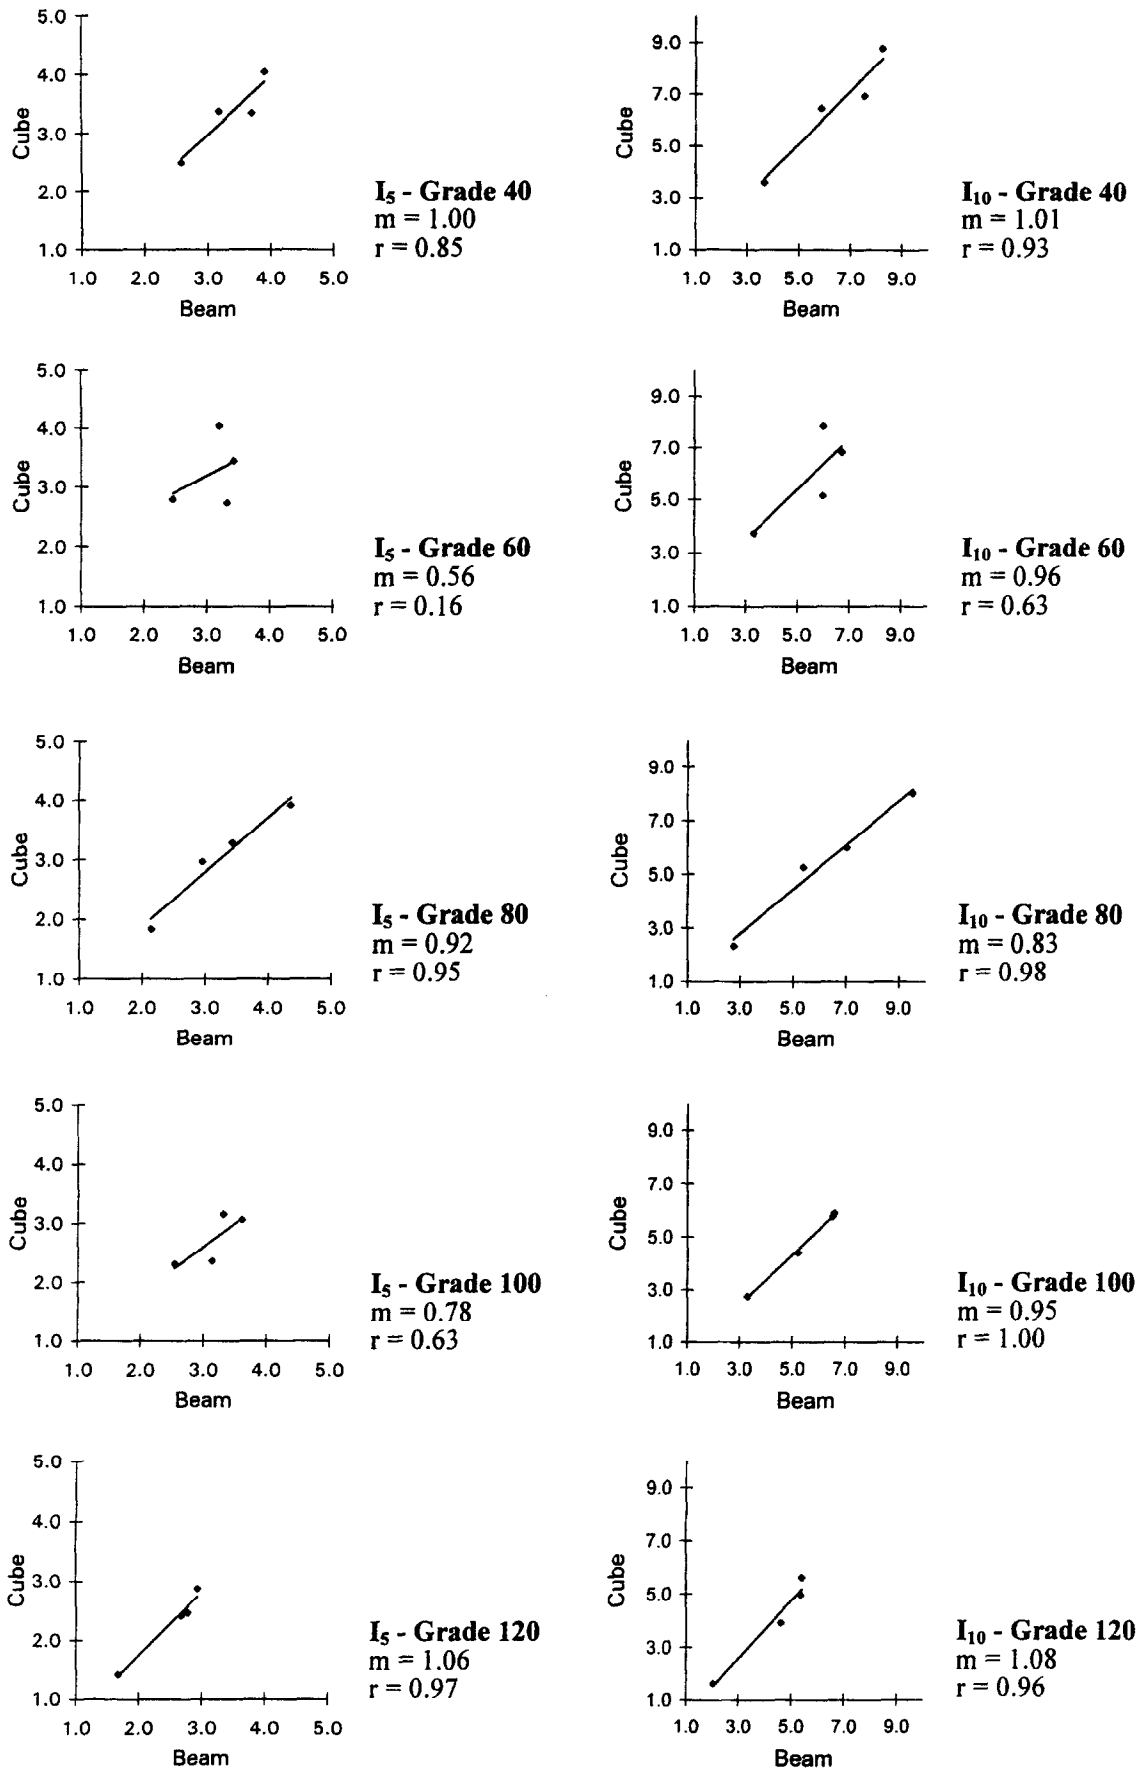 5.0
4.0
3.0
2.0
1.0
Cube
1.0 2.0 3.0 4.0 5.0
Beam
I₅ - Grade 40
m = 1.00
r = 0.85
9.0
7.0
5.0
3.0
1.0
Cube
1.0 3.0 5.0 7.0 9.0
Beam
I₁₀ - Grade 40
m = 1.01
r = 0.93
5.0
4.0
3.0
2.0
1.0
Cube
1.0 2.0 3.0 4.0 5.0
Beam
I₅ - Grade 60
m = 0.56
r = 0.16
9.0
7.0
5.0
3.0
1.0
Cube
1.0 3.0 5.0 7.0 9.0
Beam
I₁₀ - Grade 60
m = 0.96
r = 0.63
5.0
4.0
3.0
2.0
1.0
Cube
1.0 2.0 3.0 4.0 5.0
Beam
I₅ - Grade 80
m = 0.92
r = 0.95
9.0
7.0
5.0
3.0
1.0
Cube
1.0 3.0 5.0 7.0 9.0
Beam
I₁₀ - Grade 80
m = 0.83
r = 0.98
5.0
4.0
3.0
2.0
1.0
Cube
1.0 2.0 3.0 4.0 5.0
Beam
I₅ - Grade 100
m = 0.78
r = 0.63
9.0
7.0
5.0
3.0
1.0
Cube
1.0 3.0 5.0 7.0 9.0
Beam
I₁₀ - Grade 100
m = 0.95
r = 1.00
5.0
4.0
3.0
2.0
1.0
Cube
1.0 2.0 3.0 4.0 5.0
Beam
I₅ - Grade 120
m = 1.06
r = 0.97
9.0
7.0
5.0
3.0
1.0
Cube
1.0 3.0 5.0 7.0 9.0
Beam
I₁₀ - Grade 120
m = 1.08
r = 0.96